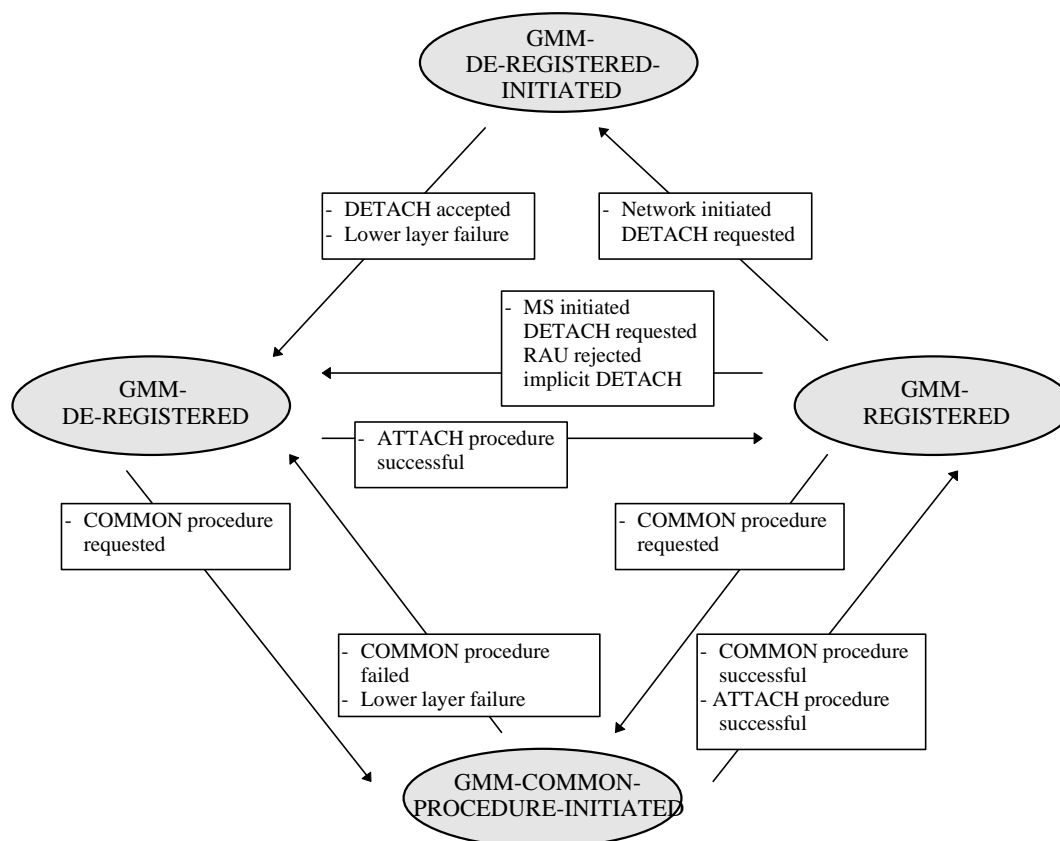 GMM-
DE-REGISTERED-
INITIATED
- DETACH accepted
- Lower layer failure
- Network initiated
DETACH requested
- MS initiated
DETACH requested
RAU rejected
implicit DETACH
GMM-
DE-REGISTERED
GMM-
REGISTERED
- ATTACH procedure
successful
- COMMON procedure
requested
- COMMON procedure
requested
- COMMON procedure
failed
- Lower layer failure
- COMMON procedure
successful
- ATTACH procedure
successful
GMM-COMMON-
PROCEDURE-INITIATED